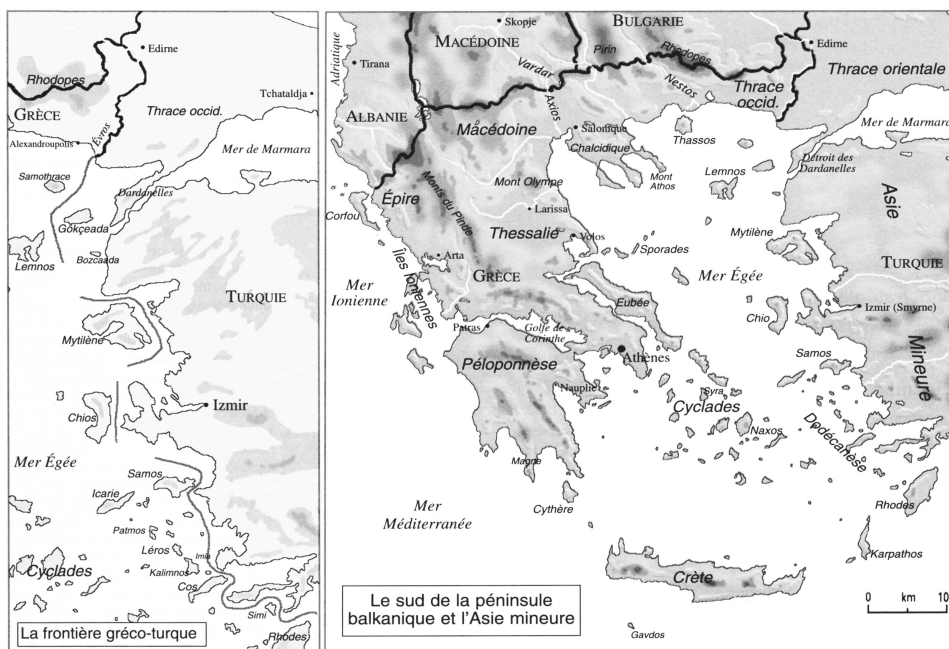 Edirne
Rhodopes
Tchataldja
GRÈCE
Thrace occid.
Évros
Alexandroupolis
Mer de Marmara
Samothrace
Dardanelles
Gökçeada
Lemnos
Bozcaada
TURQUIE
Mytilène
Izmir
Chios
Mer Égée
Samos
Icarie
Patmos
Léros
Imia
Cyclades
Kalimnos
Cos
Simi
Rhodes
La frontière gréco-turque
Skopje
BULGARIE
MACÉDOINE
Pirin
Rhodopes
Edirne
Adriatique
Tirana
Vardar
Thrace orientale
Nestos
Thrace
occid.
Axios
ALBANIE
Macédoine
Salonique
Thassos
Mer de Marmara
Chalcidique
Détroit des
Dardanelles
Mont Olympe
Mont
Athos
Lemnos
Asie
Épire
Monts du Pinde
Corfou
Larissa
Thessalie
Volos
Mytilène
Sporades
Arta
Îles Ioniennes
GRÈCE
Mer Égée
TURQUIE
Mer
Ionienne
Eubée
Chio
Izmir (Smyrne)
Patras
Golfe de
Corinthe
Athènes
Mineure
Péloponnèse
Samos
Nauplie
Syra
Cyclades
Naxos
Dodécanèse
Magne
Rhodes
Cythère
Mer
Méditerranée
Karpathos
Crète
Le sud de la péninsule
balkanique et l'Asie mineure
0 km 10
Gavdos